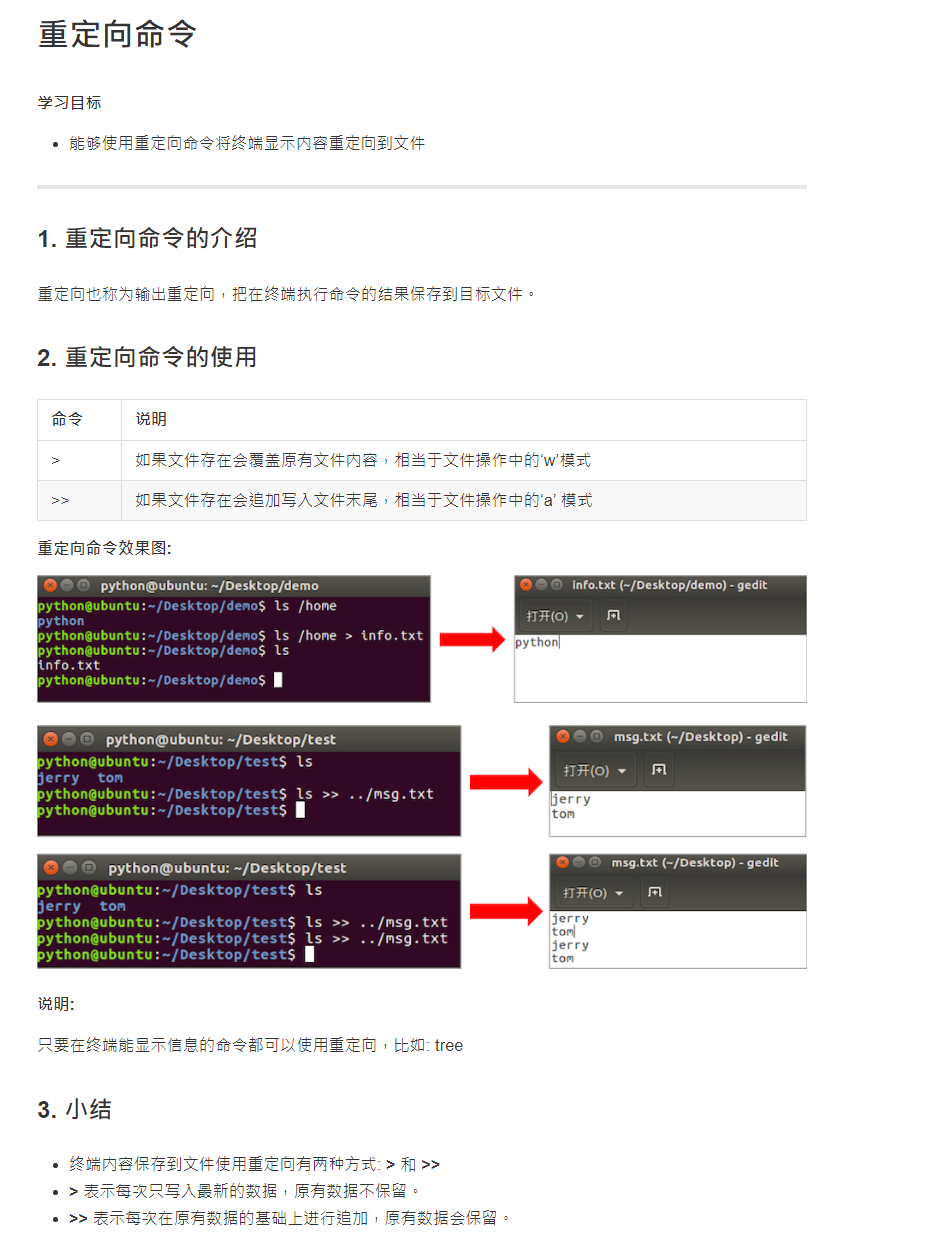 重定向命令
学习目标
• 能够使用重定向命令将终端显示内容重定向到文件
1. 重定向命令的介绍
重定向也称为输出重定向，把在终端执行命令的结果保存到目标文件。
2. 重定向命令的使用
命令 说明
> 如果文件存在会覆盖原有文件内容，相当于文件操作中的‘w’模式
>> 如果文件存在会追加写入文件末尾，相当于文件操作中的‘a’ 模式
重定向命令效果图:
python@ubuntu: ~/Desktop/demo
python@ubuntu:~/Desktop/demo$ ls /home
python
python@ubuntu:~/Desktop/demo$ ls /home > info.txt
python@ubuntu:~/Desktop/demo$ ls
info.txt
python@ubuntu:~/Desktop/demo$
info.txt (~/Desktop/demo) - gedit
打开(O)
python
python@ubuntu: ~/Desktop/test
python@ubuntu:~/Desktop/test$ ls
jerry tom
python@ubuntu:~/Desktop/test$ ls >> ../msg.txt
python@ubuntu:~/Desktop/test$
msg.txt (~/Desktop) - gedit
打开(O)
jerry
tom
python@ubuntu: ~/Desktop/test
python@ubuntu:~/Desktop/test$ ls
jerry tom
python@ubuntu:~/Desktop/test$ ls >> ../msg.txt
python@ubuntu:~/Desktop/test$ ls >> ../msg.txt
python@ubuntu:~/Desktop/test$
msg.txt (~/Desktop) - gedit
打开(O)
jerry
tom
jerry
tom
说明:
只要在终端能显示信息的命令都可以使用重定向，比如: tree
3. 小结
• 终端内容保存到文件使用重定向有两种方式: > 和 >>
• > 表示每次只写入最新的数据，原有数据不保留。
• >> 表示每次在原有数据的基础上进行追加，原有数据会保留。